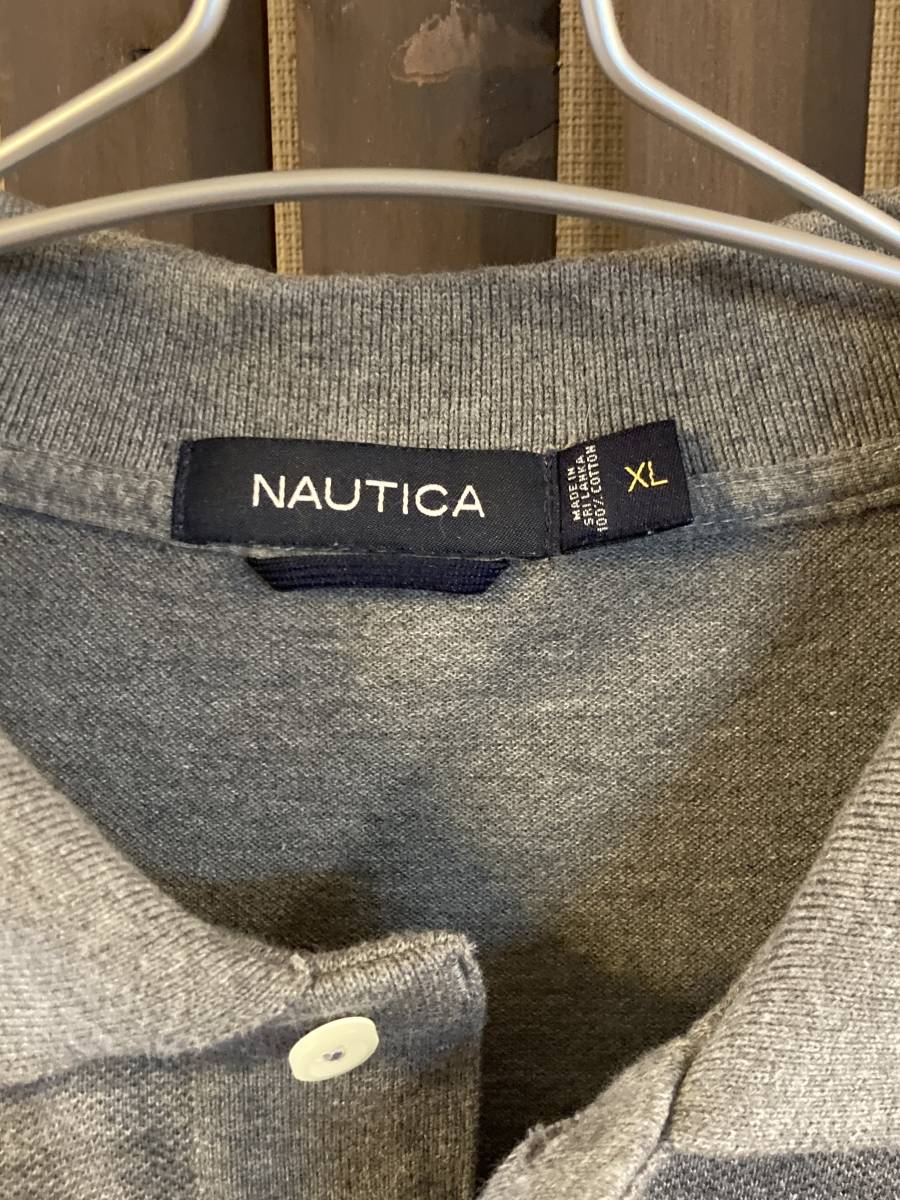 NAUTICA
MADE IN
SRI LANKA
100% COTTON
XL